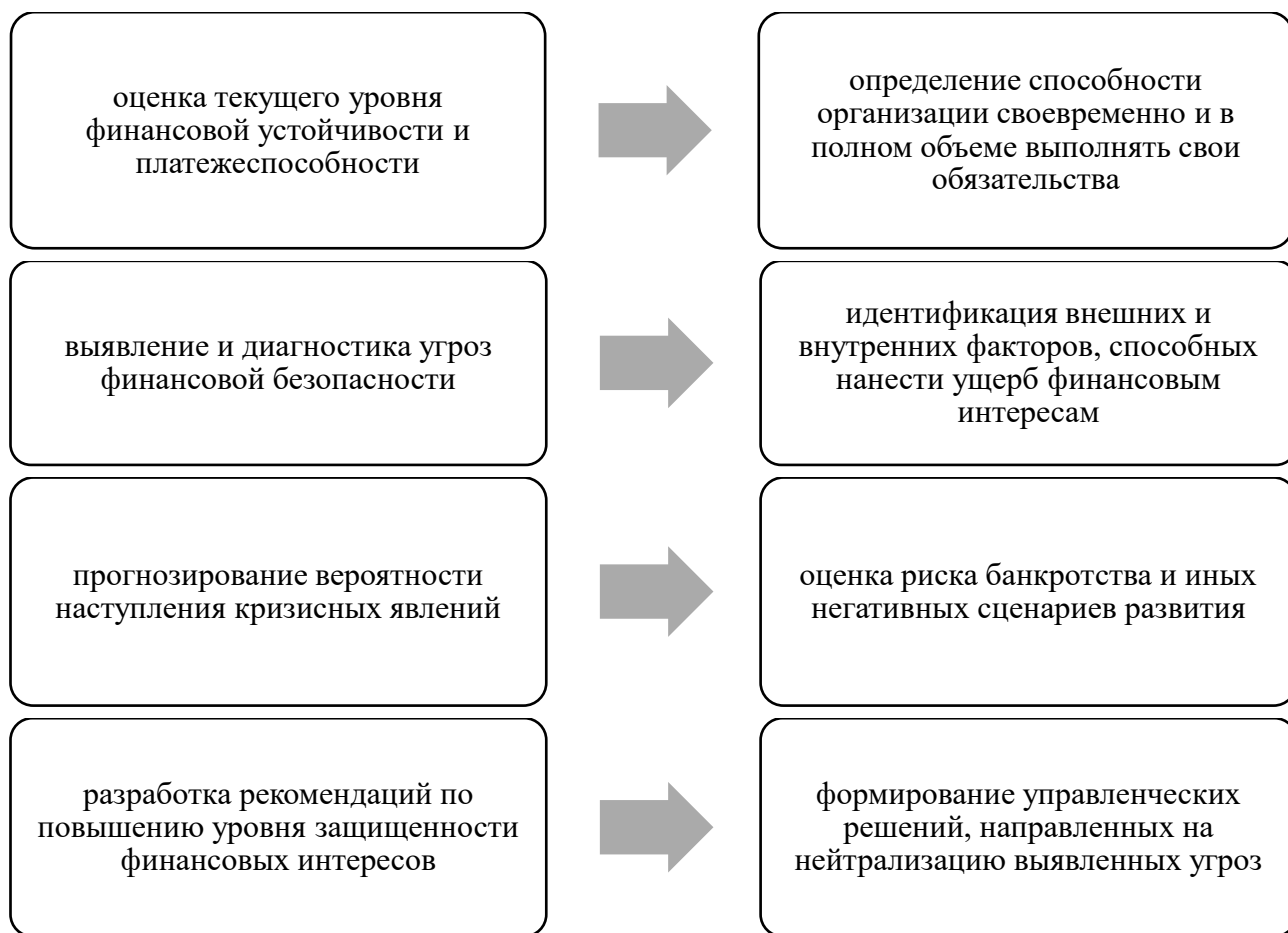 оценка текущего уровня
финансовой устойчивости и
платежеспособности
определение способности
организации своевременно и в
полном объеме выполнять свои
обязательства
выявление и диагностика угроз
финансовой безопасности
идентификация внешних и
внутренних факторов, способных
нанести ущерб финансовым
интересам
прогнозирование вероятности
наступления кризисных явлений
оценка риска банкротства и иных
негативных сценариев развития
разработка рекомендаций по
повышению уровня защищенности
финансовых интересов
формирование управленческих
решений, направленных на
нейтрализацию выявленных угроз